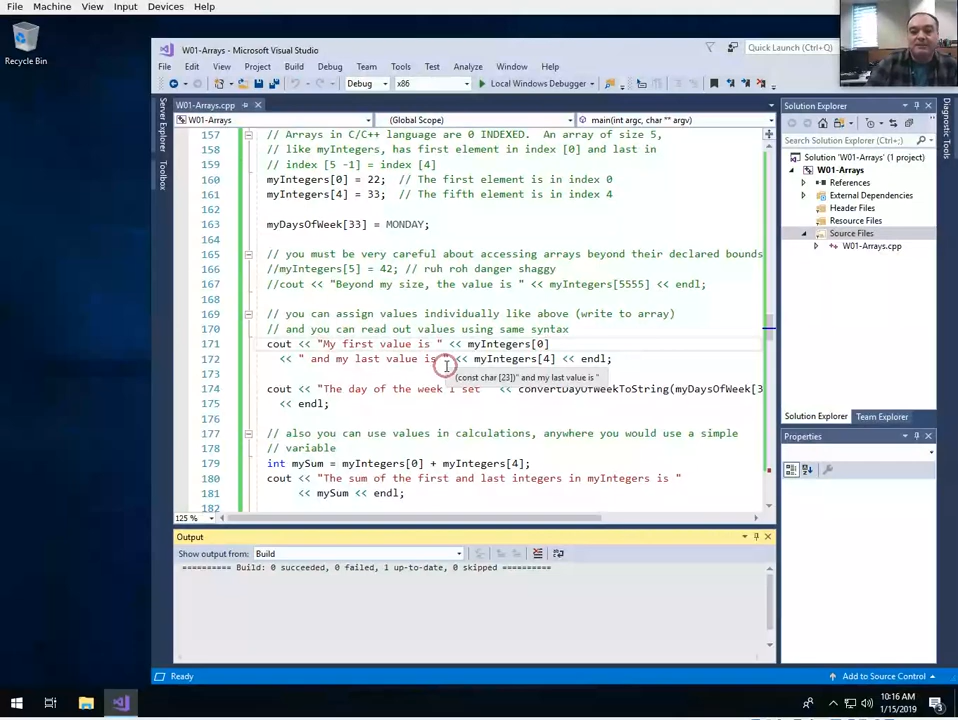 File Machine View Input Devices Help
Recycle Bin
W01-Arrays - Microsoft Visual Studio
Quick Launch (Ctrl+Q)
File Edit View Project Build Debug Team Tools Test Analyze Window Help
Debug x86 Local Windows Debugger
Server Explorer
Toolbox
W01-Arrays.cpp
W01-Arrays (Global Scope) main(int argc, char ** argv)
157 // Arrays in C/C++ language are 0 INDEXED. An array of size 5,
158 // like myIntegers, has first element in index [0] and last in
159 // index [5 -1] = index [4]
160 myIntegers[0] = 22; // The first element is in index 0
161 myIntegers[4] = 33; // The fifth element is in index 4
162
163 myDaysOfWeek[33] = MONDAY;
164
165 // you must be very careful about accessing arrays beyond their declared bounds
166 //myIntegers[5] = 42; // ruh roh danger shaggy
167 //cout << "Beyond my size, the value is " << myIntegers[5555] << endl;
168
169 // you can assign values individually like above (write to array)
170 // and you can read out values using same syntax
171 cout << "My first value is " << myIntegers[0]
172 << " and my last value is " << myIntegers[4] << endl;
173
(const char [23])" and my last value is "
174 cout << "The day of the week I set " << convertDayOfWeekToString(myDaysOfWeek[3
175 << endl;
176
177 // also you can use values in calculations, anywhere you would use a simple
178 // variable
179 int mySum = myIntegers[0] + myIntegers[4];
180 cout << "The sum of the first and last integers in myIntegers is "
181 << mySum << endl;
182
125 %
Solution Explorer
Search Solution Explorer (Ctrl+;)
Solution 'W01-Arrays' (1 project)
W01-Arrays
References
External Dependencies
Header Files
Resource Files
Source Files
W01-Arrays.cpp
Solution Explorer Team Explorer
Properties
Diagnostic Tools
Output
Show output from: Build
========== Build: 0 succeeded, 0 failed, 1 up-to-date, 0 skipped ==========
Ready
Add to Source Control
10:16 AM
1/15/2019
3